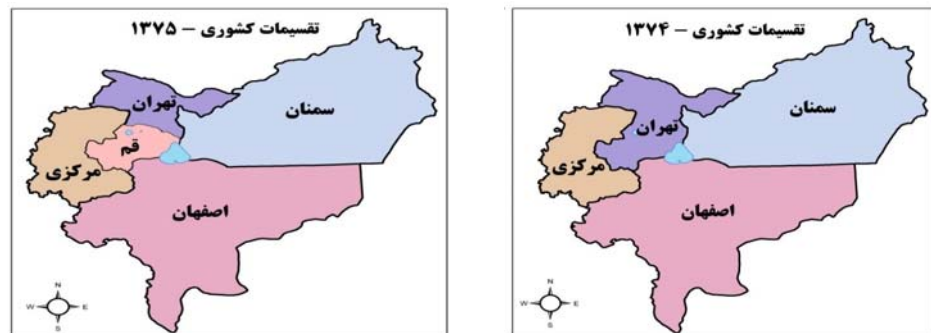 تقسیمات کشوری – ۱۳۷۴
سمنان
تهران
مرکزی
اصفهان
N
W E
S
تقسیمات کشوری – ۱۳۷۵
سمنان
تهران
قم
مرکزی
اصفهان
N
W E
S